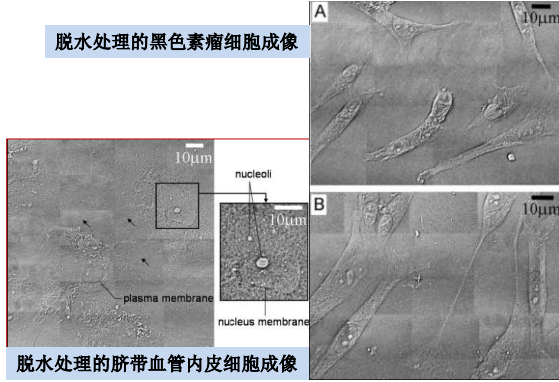 脱水处理的黑色素瘤细胞成像
A
10μm
10μm
nucleoli
10μm
B
10μm
plasma membrane
nucleus membrane
脱水处理的脐带血管内皮细胞成像